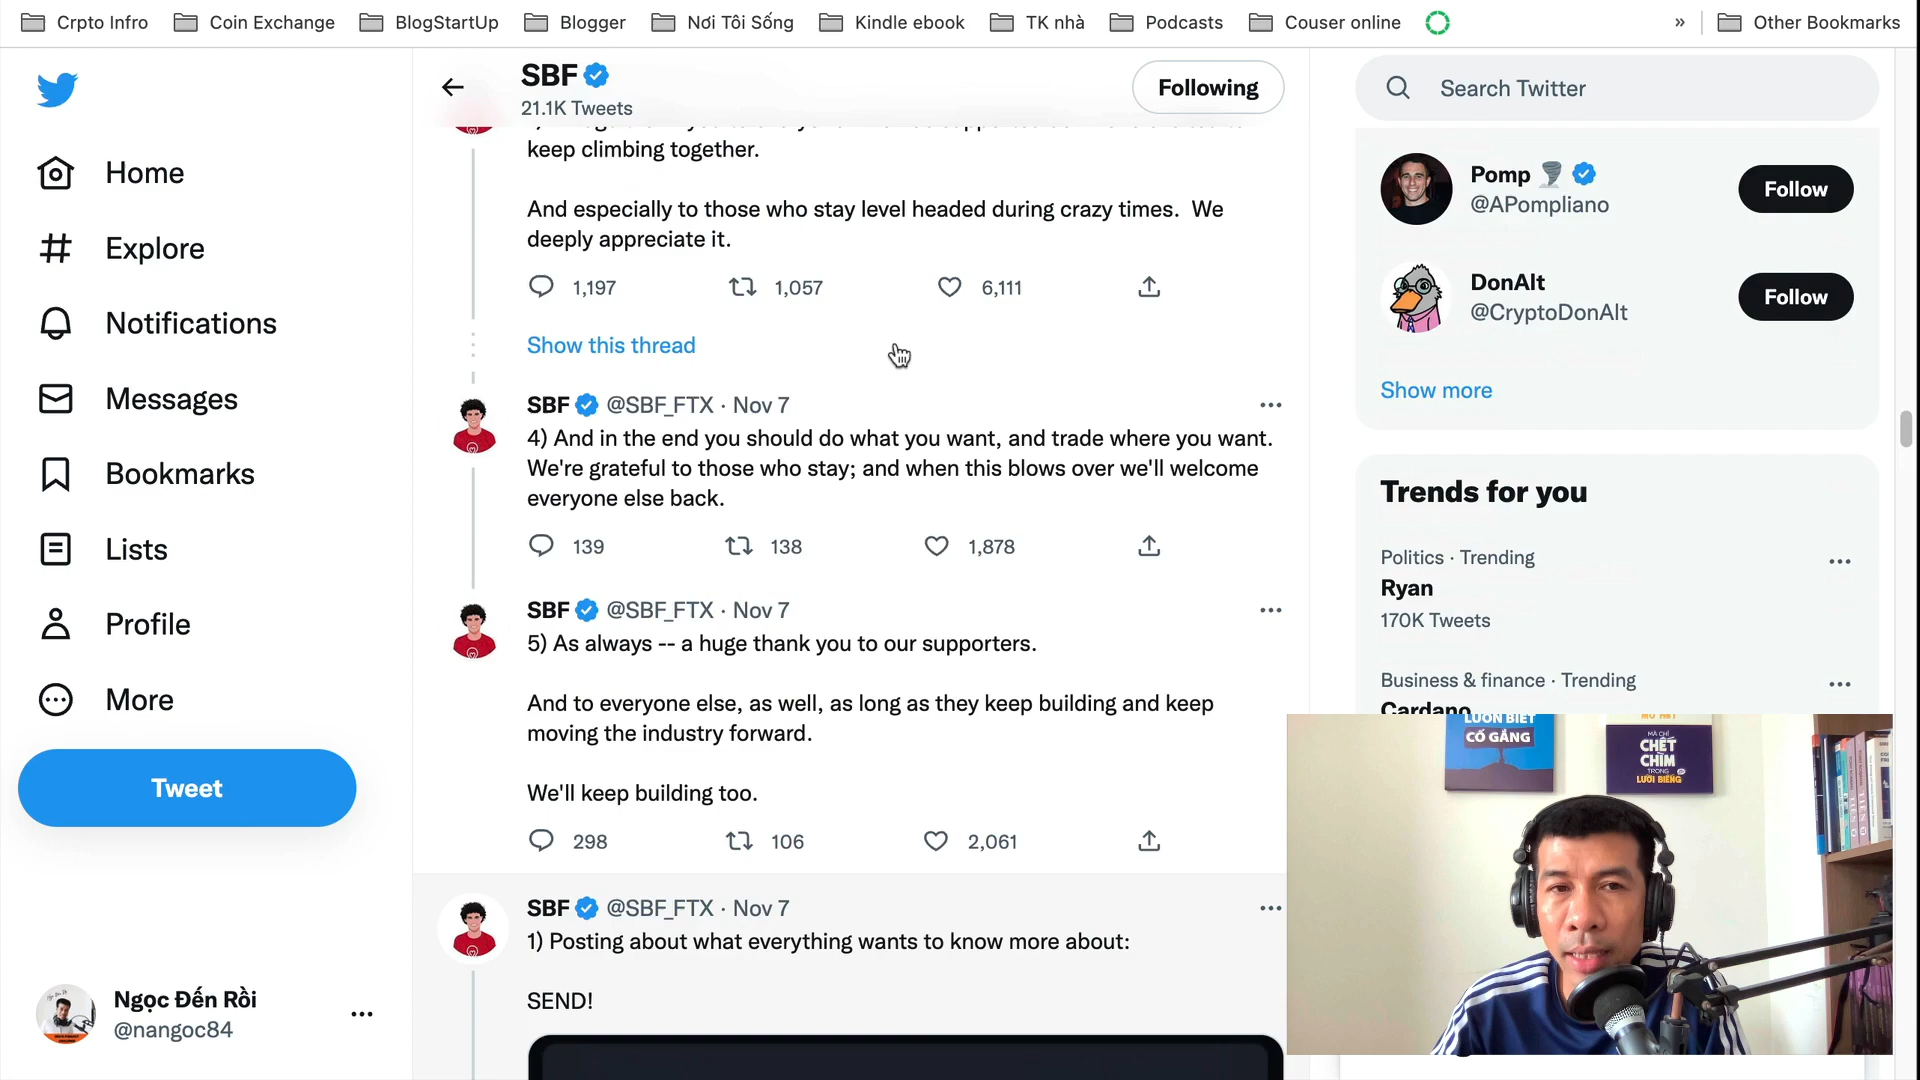 Crpto Infro
Coin Exchange
BlogStartUp
Blogger
Nơi Tôi Sống
Kindle ebook
TK nhà
Podcasts
Couser online
»
Other Bookmarks
SBF
21.1K Tweets
Following
Search Twitter
Home
Explore
Notifications
Messages
Bookmarks
Lists
Profile
More
Tweet
Ngọc Đến Rồi
@nangoc84
keep climbing together.
And especially to those who stay level headed during crazy times. We
deeply appreciate it.
1,197
1,057
6,111
Show this thread
SBF @SBF_FTX · Nov 7
4) And in the end you should do what you want, and trade where you want.
We're grateful to those who stay; and when this blows over we'll welcome
everyone else back.
139
138
1,878
SBF @SBF_FTX · Nov 7
5) As always -- a huge thank you to our supporters.
And to everyone else, as well, as long as they keep building and keep
moving the industry forward.
We'll keep building too.
298
106
2,061
SBF @SBF_FTX · Nov 7
1) Posting about what everything wants to know more about:
SEND!
Pomp
@APompliano
Follow
DonAlt
@CryptoDonAlt
Follow
Show more
Trends for you
Politics · Trending
Ryan
170K Tweets
Business & finance · Trending
Cardano
LUÔN BIẾT
CỐ GẮNG
MÀ CHỈ
CHẾT
CHÌM
TRONG
LƯỜI BIẾNG